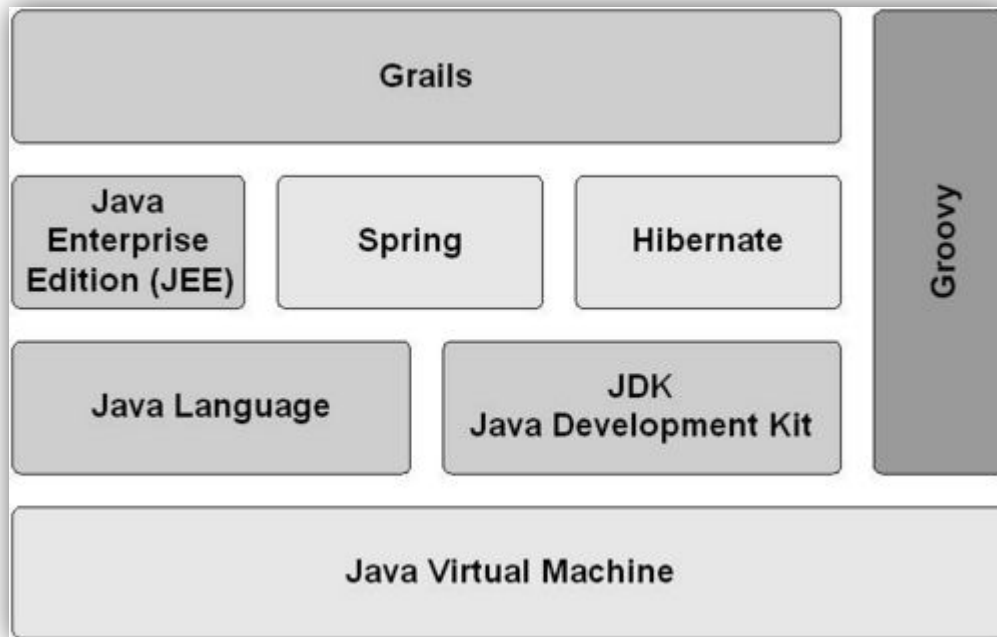 Grails
Java
Enterprise
Edition (JEE)
Spring
Hibernate
Groovy
Java Language
JDK
Java Development Kit
Java Virtual Machine